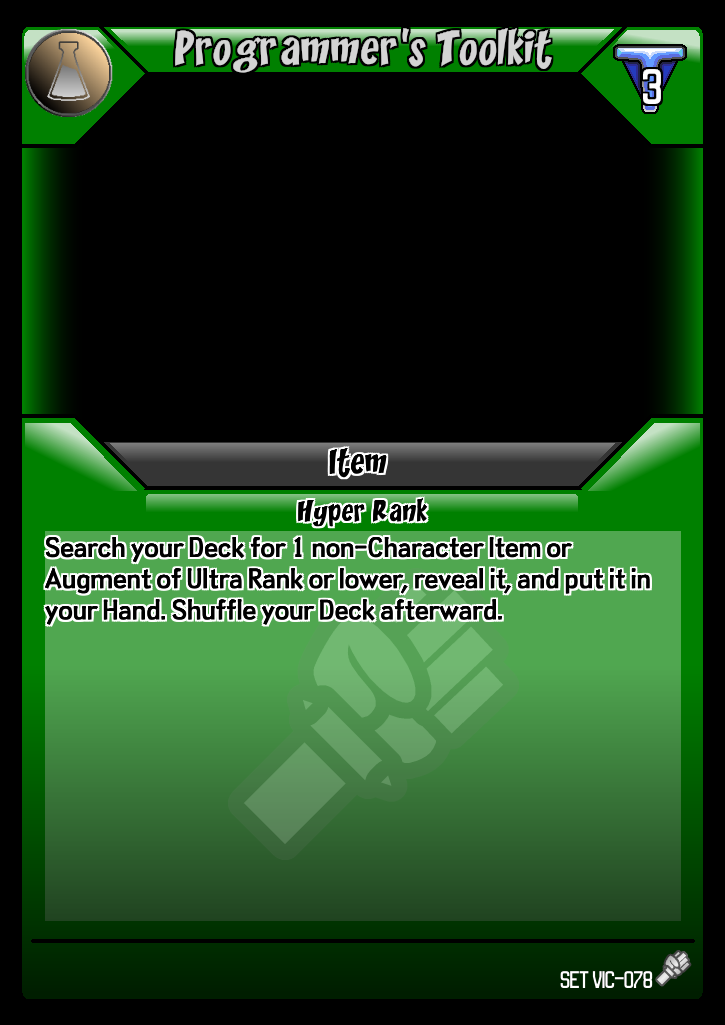 Programmer's Toolkit
3
Item
Hyper Rank
Search your Deck for 1 non-Character Item or
Augment of Ultra Rank or lower, reveal it, and put it in
your Hand. Shuffle your Deck afterward.
SET VIC-078